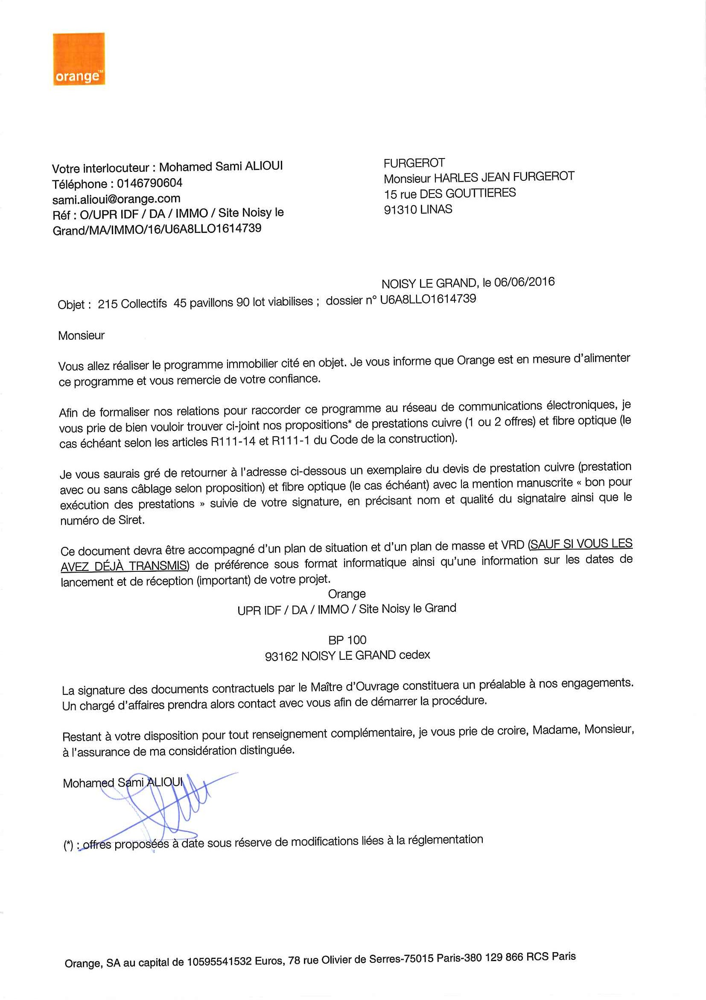 orange™
Votre interlocuteur : Mohamed Sami ALIOUI
Téléphone : 0146790604
sami.alioui@orange.com
Réf : O/UPR IDF / DA / IMMO / Site Noisy le
Grand/MA/IMMO/16/U6A8LLO1614739
FURGEROT
Monsieur HARLES JEAN FURGEROT
15 rue DES GOUTTIERES
91310 LINAS
NOISY LE GRAND, le 06/06/2016
Objet : 215 Collectifs 45 pavillons 90 lot viabilises ; dossier n° U6A8LLO1614739
Monsieur
Vous allez réaliser le programme immobilier cité en objet. Je vous informe que Orange est en mesure d'alimenter
ce programme et vous remercie de votre confiance.
Afin de formaliser nos relations pour raccorder ce programme au réseau de communications électroniques, je
vous prie de bien vouloir trouver ci-joint nos propositions* de prestations cuivre (1 ou 2 offres) et fibre optique (le
cas échéant selon les articles R111-14 et R111-1 du Code de la construction).
Je vous saurais gré de retourner à l'adresse ci-dessous un exemplaire du devis de prestation cuivre (prestation
avec ou sans câblage selon proposition) et fibre optique (le cas échéant) avec la mention manuscrite « bon pour
exécution des prestations » suivie de votre signature, en précisant nom et qualité du signataire ainsi que le
numéro de Siret.
Ce document devra être accompagné d'un plan de situation et d'un plan de masse et VRD (SAUF SI VOUS LES
AVEZ DÉJÀ TRANSMIS) de préférence sous format informatique ainsi qu'une information sur les dates de
lancement et de réception (important) de votre projet.
Orange
UPR IDF / DA / IMMO / Site Noisy le Grand
BP 100
93162 NOISY LE GRAND cedex
La signature des documents contractuels par le Maître d'Ouvrage constituera un préalable à nos engagements.
Un chargé d'affaires prendra alors contact avec vous afin de démarrer la procédure.
Restant à votre disposition pour tout renseignement complémentaire, je vous prie de croire, Madame, Monsieur,
à l'assurance de ma considération distinguée.
Mohamed Sami ALIOUI
(*) : offres proposées à date sous réserve de modifications liées à la réglementation
Orange, SA au capital de 10595541532 Euros, 78 rue Olivier de Serres-75015 Paris-380 129 866 RCS Paris